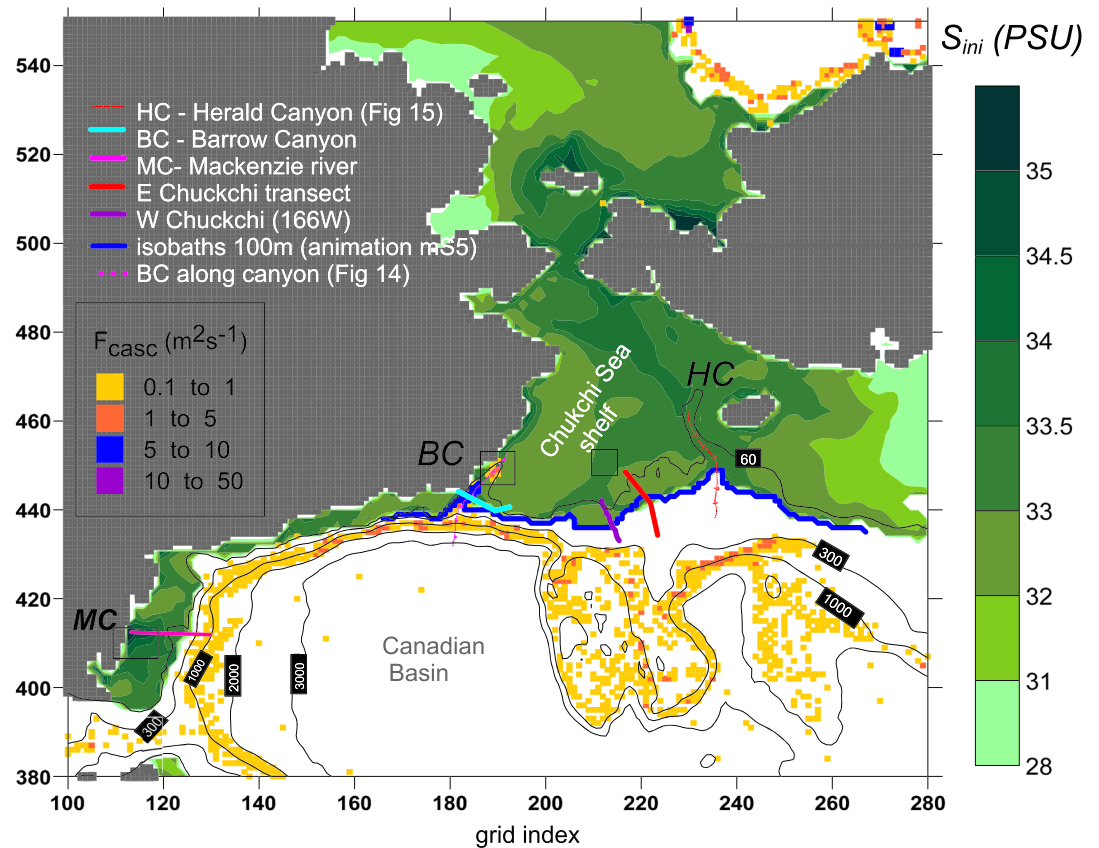 S_ini (PSU)
540
520
500
480
460
440
420
400
380
HC - Herald Canyon (Fig 15)
BC - Barrow Canyon
MC- Mackenzie river
E Chuckchi transect
W Chuckchi (166W)
isobaths 100m (animation mS5)
BC along canyon (Fig 14)
F_casc (m²s⁻¹)
0.1 to 1
1 to 5
5 to 10
10 to 50
Chukchi Sea
shelf
HC
BC
MC
60
300
1000
Canadian
Basin
1000
2000
3000
300
35
34.5
34
33.5
33
32
31
28
100 120 140 160 180 200 220 240 260 280
grid index